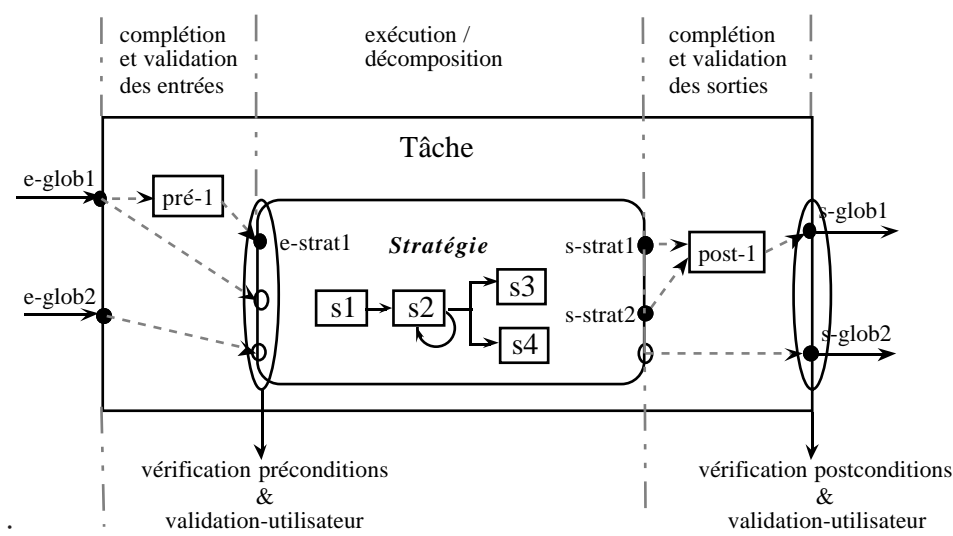 complétion
et validation
des entrées
exécution /
décomposition
complétion
et validation
des sorties
Tâche
e-glob1
pré-1
e-strat1
Stratégie
s-strat1
post-1
s-glob1
e-glob2
s1
s2
s3
s4
s-strat2
s-glob2
vérification préconditions
&
validation-utilisateur
vérification postconditions
&
validation-utilisateur
.